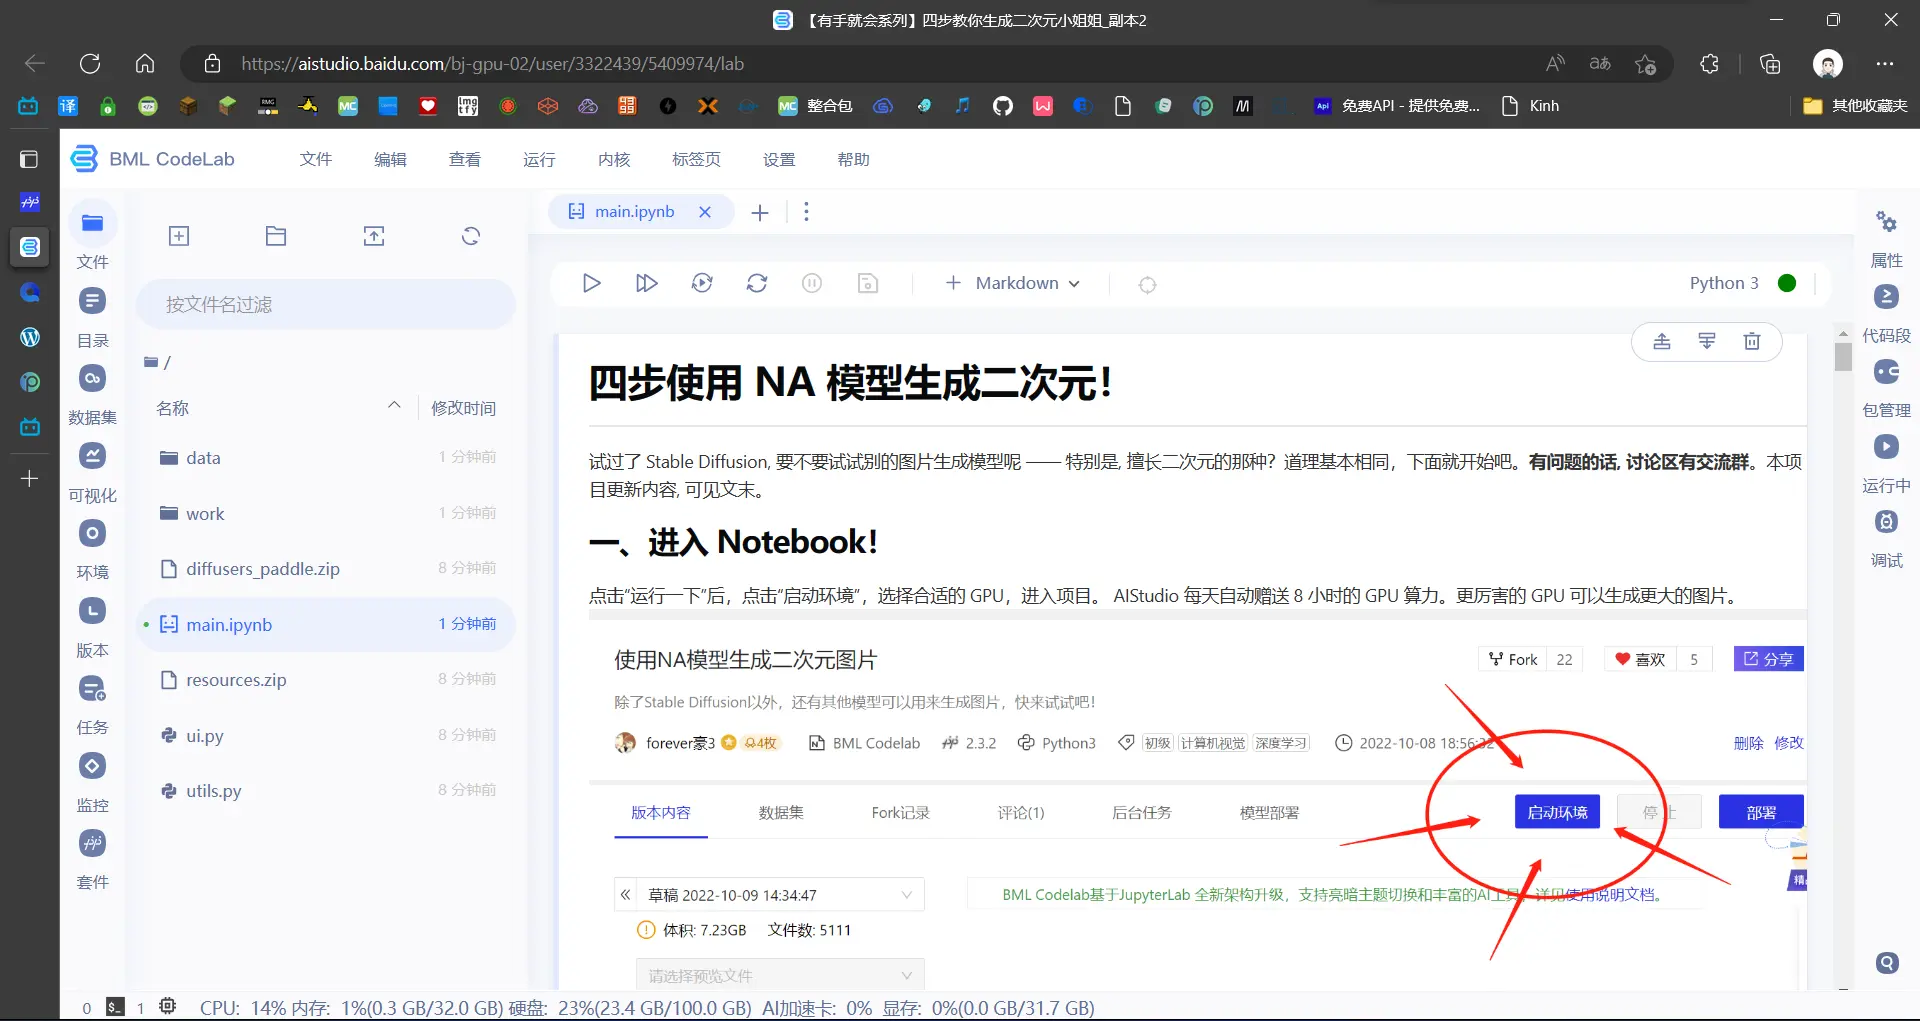 【有手就会系列】四步教你生成二次元小姐姐_副本2
https://aistudio.baidu.com/bj-gpu-02/user/3322439/5409974/lab
整合包
免费API - 提供免费...
Kinh
其他收藏夹
BML CodeLab
文件
编辑
查看
运行
内核
标签页
设置
帮助
文件
目录
数据集
可视化
环境
版本
任务
监控
套件
按文件名过滤
/
名称
修改时间
data
1 分钟前
work
1 分钟前
diffusers_paddle.zip
8 分钟前
main.ipynb
1 分钟前
resources.zip
8 分钟前
ui.py
8 分钟前
utils.py
8 分钟前
main.ipynb
Markdown
Python 3
四步使用 NA 模型生成二次元！
试过了 Stable Diffusion, 要不要试试别的图片生成模型呢 —— 特别是, 擅长二次元的那种？道理基本相同，下面就开始吧。有问题的话, 讨论区有交流群。本项
目更新内容, 可见文末。
一、进入 Notebook！
点击“运行一下”后，点击“启动环境”，选择合适的 GPU，进入项目。 AIStudio 每天自动赠送 8 小时的 GPU 算力。更厉害的 GPU 可以生成更大的图片。
使用NA模型生成二次元图片
Fork 22
喜欢 5
分享
除了Stable Diffusion以外，还有其他模型可以用来生成图片，快来试试吧！
forever豪3
4枚
BML Codelab
2.3.2
Python3
初级
计算机视觉
深度学习
2022-10-08 18:56:32
删除 修改
版本内容
数据集
Fork记录
评论(1)
后台任务
模型部署
启动环境
停止
部署
草稿 2022-10-09 14:34:47
BML Codelab基于JupyterLab 全新架构升级，支持亮暗主题切换和丰富的AI工具，详见使用说明文档。
体积: 7.23GB 文件数: 5111
请选择预览文件
属性
代码段
包管理
运行中
调试
0
1
CPU: 14% 内存: 1%(0.3 GB/32.0 GB) 硬盘: 23%(23.4 GB/100.0 GB) AI加速卡: 0% 显存: 0%(0.0 GB/31.7 GB)